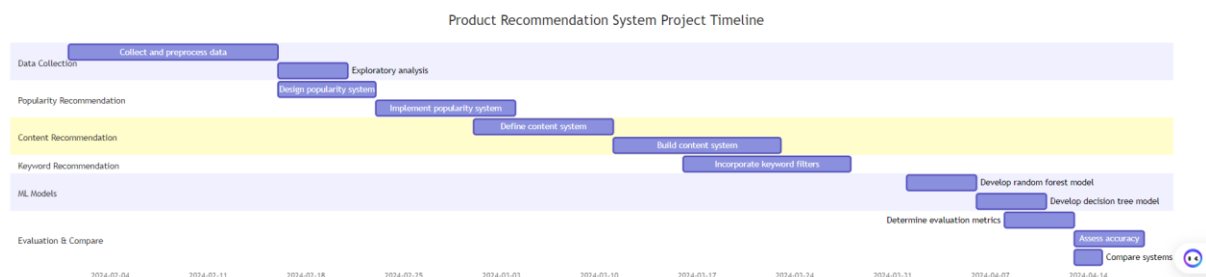 Product Recommendation System Project Timeline
Collect and preprocess data
Data Collection
Exploratory analysis
Design popularity system
Popularity Recommendation
Implement popularity system
Define content system
Content Recommendation
Build content system
Keyword Recommendation
Incorporate keyword filters
Develop random forest model
ML Models
Develop decision tree model
Determine evaluation metrics
Evaluation & Compare
Assess accuracy
Compare systems
2024-02-04 2024-02-11 2024-02-18 2024-02-25 2024-03-03 2024-03-10 2024-03-17 2024-03-24 2024-03-31 2024-04-07 2024-04-14